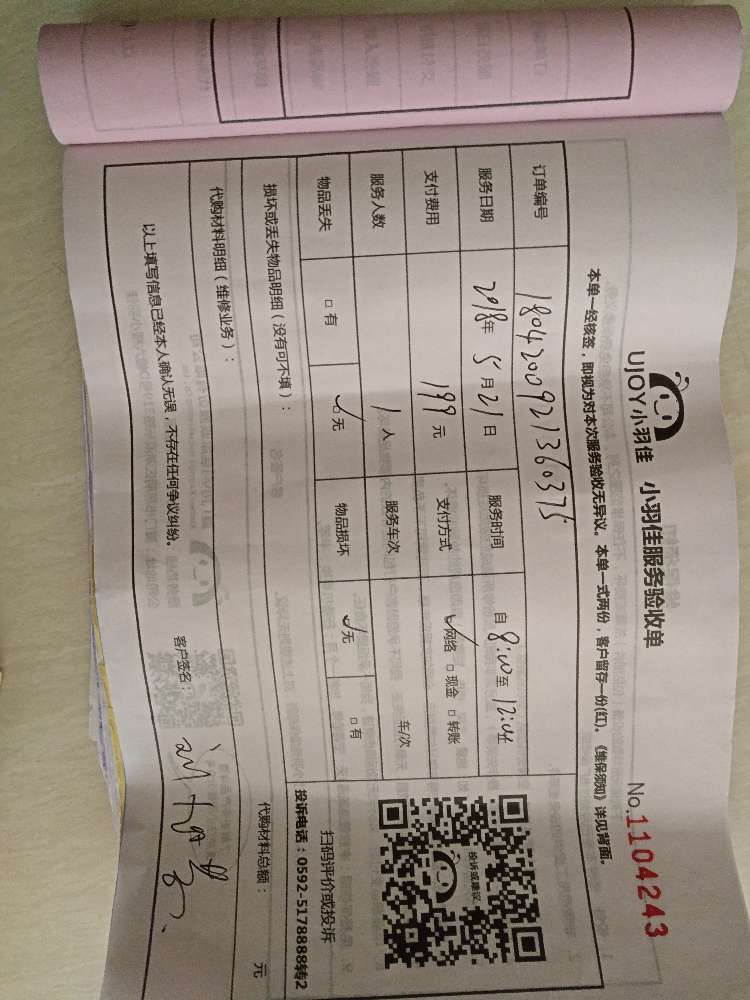 UJOY小羽佳 小羽佳服务验收单
No.1104243
本单一经核签，即视为对本次服务验收无异议。本单一式两份，客户留存一份(红)。《维保须知》详见背面。
订单编号 1804200921360375
服务日期 2018年 5月21日 服务时间 自 8:00至 12:00止
支付费用 199元 支付方式 ☑网络 □现金 □转账
服务人数 1人 服务车次 车/次
物品丢失 □有 ☑无 物品损坏 ☑无 □有
投诉或建议
扫码评价或投诉
投诉电话：0592-5178888转2
损坏或丢失物品明细（没有可不填）：
代购材料明细（维修业务）： 代购材料总额： 元
以上填写信息已经本人确认无误，不存在任何争议纠纷。 客户签名：